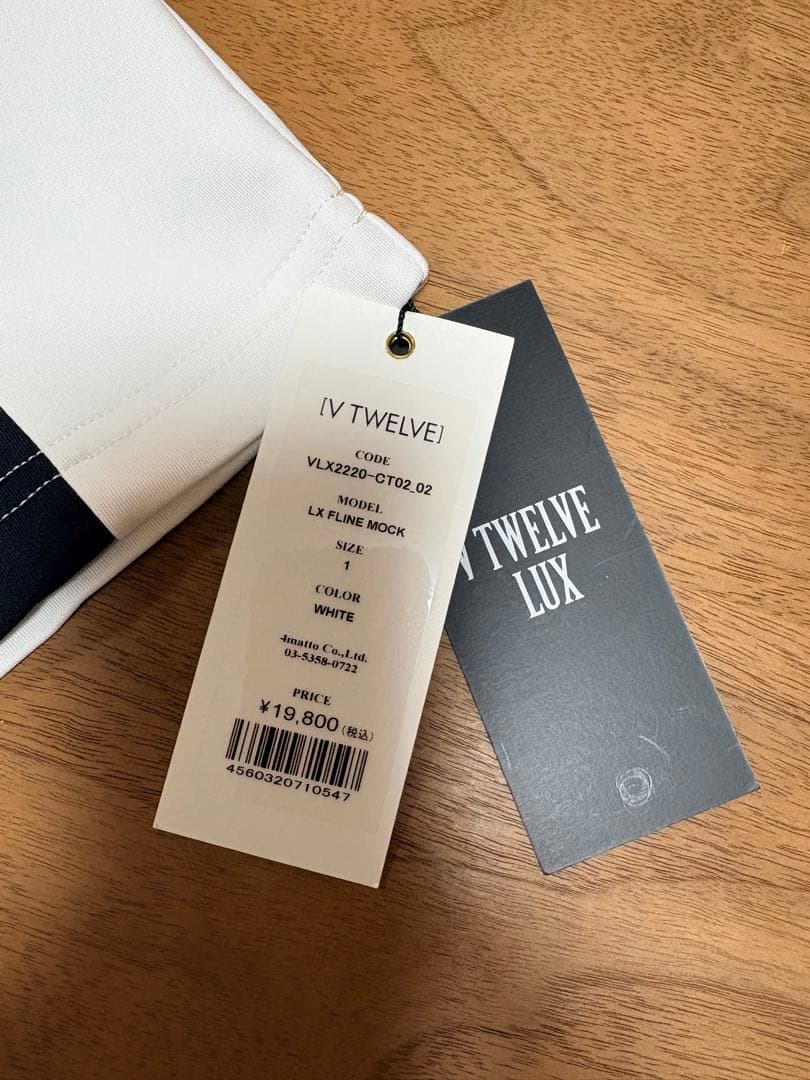 [V TWELVE]
CODE
VLX2220-CT02_02
MODEL
LX FLINE MOCK
SIZE
1
COLOR
WHITE
4matto Co.,Ltd.
03-5358-0722
PRICE
¥19,800(税込)
4560320710547
V TWELVE
LUX